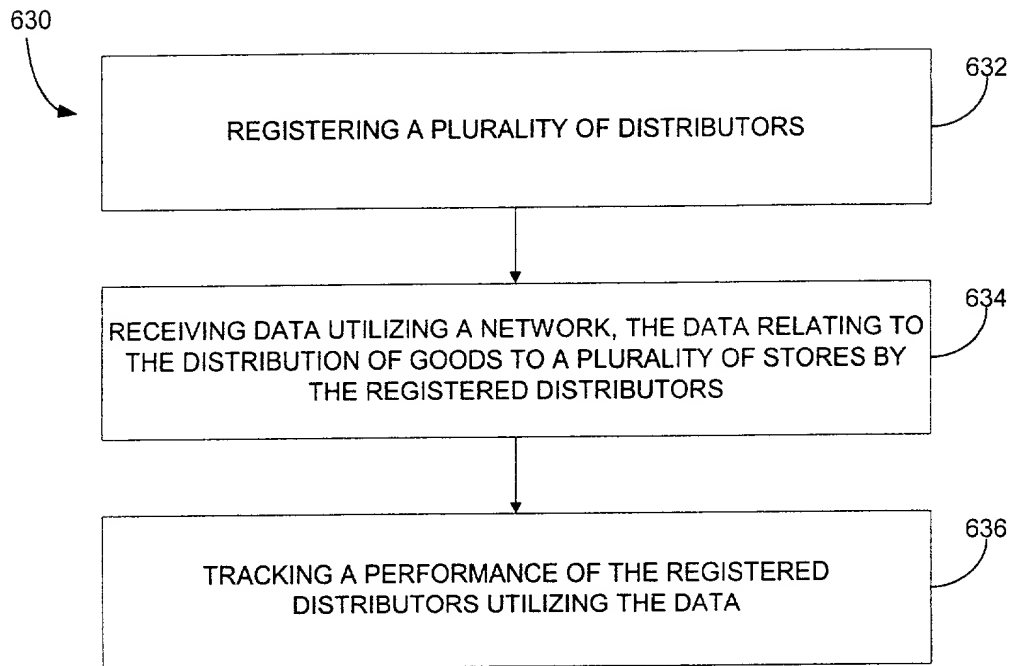 630
632
REGISTERING A PLURALITY OF DISTRIBUTORS
634
RECEIVING DATA UTILIZING A NETWORK, THE DATA RELATING TO
THE DISTRIBUTION OF GOODS TO A PLURALITY OF STORES BY
THE REGISTERED DISTRIBUTORS
636
TRACKING A PERFORMANCE OF THE REGISTERED
DISTRIBUTORS UTILIZING THE DATA